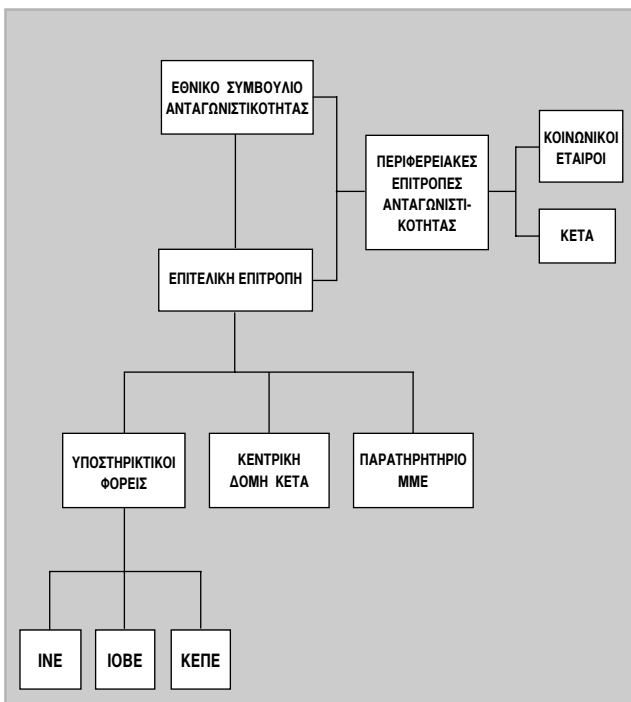 ΕΘΝΙΚΟ ΣΥΜΒΟΥΛΙΟ
ΑΝΤΑΓΩΝΙΣΤΙΚΟΤΗΤΑΣ
ΠΕΡΙΦΕΡΕΙΑΚΕΣ
ΕΠΙΤΡΟΠΕΣ
ΑΝΤΑΓΩΝΙΣΤΙ-
ΚΟΤΗΤΑΣ
ΚΟΙΝΩΝΙΚΟΙ
ΕΤΑΙΡΟΙ
ΚΕΤΑ
ΕΠΙΤΕΛΙΚΗ ΕΠΙΤΡΟΠΗ
ΥΠΟΣΤΗΡΙΚΤΙΚΟΙ
ΦΟΡΕΙΣ
ΚΕΝΤΡΙΚΗ
ΔΟΜΗ ΚΕΤΑ
ΠΑΡΑΤΗΡΗΤΗΡΙΟ
ΜΜΕ
ΙΝΕ
ΙΟΒΕ
ΚΕΠΕ